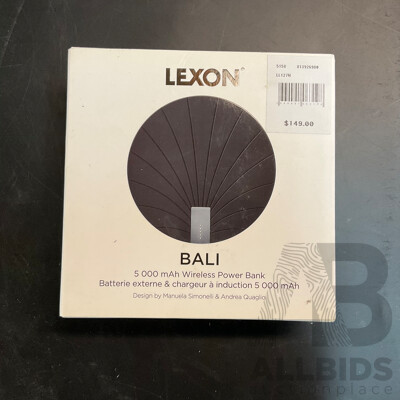 LEXON
$149.00
BALI
5 000 mAh Wireless Power Bank
Batterie externe & chargeur à induction 5 000 mAh
Design by Manuela Simonelli & Andrea Quaglio
AB
ALLBIDS